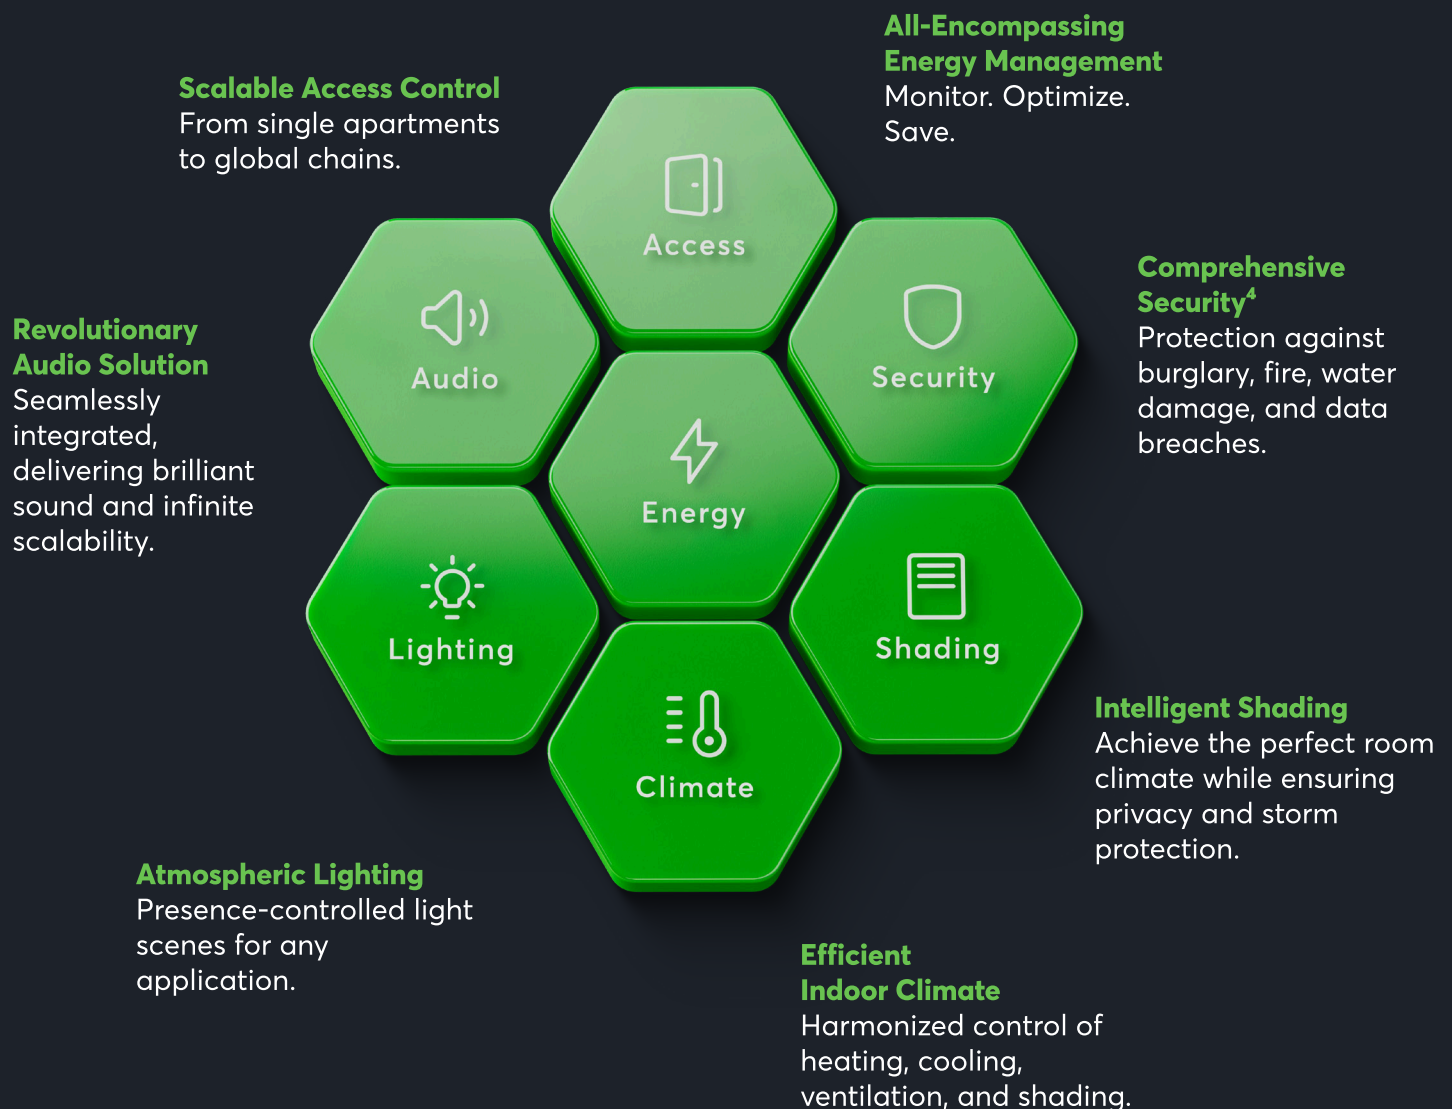 All-Encompassing
Energy Management
Monitor. Optimize.
Save.
Scalable Access Control
From single apartments
to global chains.
Access
Comprehensive
Security⁴
Protection against
burglary, fire, water
damage, and data
breaches.
Revolutionary
Audio Solution
Seamlessly
integrated,
delivering brilliant
sound and infinite
scalability.
Audio
Security
Energy
Lighting
Shading
Intelligent Shading
Achieve the perfect room
climate while ensuring
privacy and storm
protection.
Climate
Atmospheric Lighting
Presence-controlled light
scenes for any
application.
Efficient
Indoor Climate
Harmonized control of
heating, cooling,
ventilation, and shading.